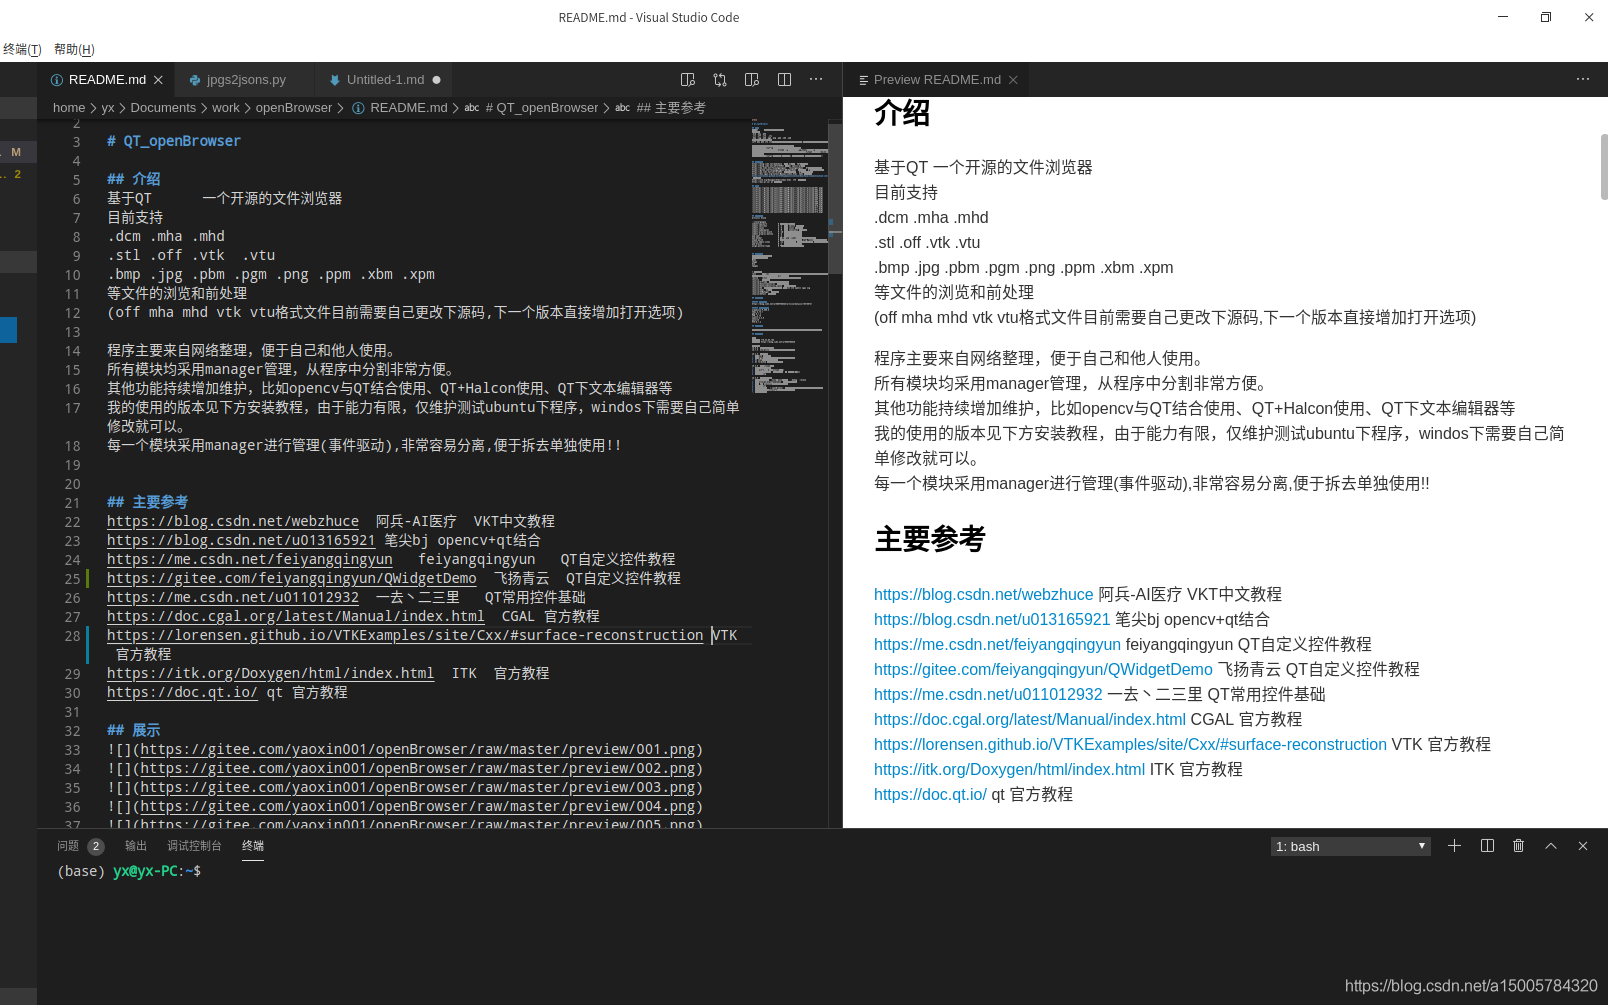 README.md - Visual Studio Code
终端(T) 帮助(H)
README.md jpgs2jsons.py Untitled-1.md
Preview README.md
home yx Documents work openBrowser README.md abc # QT_openBrowser abc ## 主要参考
M
2
2
3 # QT_openBrowser
4
5 ## 介绍
6 基于QT 一个开源的文件浏览器
7 目前支持
8 .dcm .mha .mhd
9 .stl .off .vtk .vtu
10 .bmp .jpg .pbm .pgm .png .ppm .xbm .xpm
11 等文件的浏览和前处理
12 (off mha mhd vtk vtu格式文件目前需要自己更改下源码,下一个版本直接增加打开选项)
13
14 程序主要来自网络整理，便于自己和他人使用。
15 所有模块均采用manager管理，从程序中分割非常方便。
16 其他功能持续增加维护，比如opencv与QT结合使用、QT+Halcon使用、QT下文本编辑器等
17 我的使用的版本见下方安装教程，由于能力有限，仅维护测试ubuntu下程序，windos下需要自己简单
修改就可以。
18 每一个模块采用manager进行管理(事件驱动),非常容易分离,便于拆去单独使用!!
19
20
21 ## 主要参考
22 https://blog.csdn.net/webzhuce 阿兵-AI医疗 VKT中文教程
23 https://blog.csdn.net/u013165921 笔尖bj opencv+qt结合
24 https://me.csdn.net/feiyangqingyun feiyangqingyun QT自定义控件教程
25 https://gitee.com/feiyangqingyun/QWidgetDemo 飞扬青云 QT自定义控件教程
26 https://me.csdn.net/u011012932 一去丶二三里 QT常用控件基础
27 https://doc.cgal.org/latest/Manual/index.html CGAL 官方教程
28 https://lorensen.github.io/VTKExamples/site/Cxx/#surface-reconstruction VTK
官方教程
29 https://itk.org/Doxygen/html/index.html ITK 官方教程
30 https://doc.qt.io/ qt 官方教程
31
32 ## 展示
33 ![](https://gitee.com/yaoxin001/openBrowser/raw/master/preview/001.png)
34 ![](https://gitee.com/yaoxin001/openBrowser/raw/master/preview/002.png)
35 ![](https://gitee.com/yaoxin001/openBrowser/raw/master/preview/003.png)
36 ![](https://gitee.com/yaoxin001/openBrowser/raw/master/preview/004.png)
37 ![](https://gitee.com/yaoxin001/openBrowser/raw/master/preview/005.png)
介绍
基于QT 一个开源的文件浏览器
目前支持
.dcm .mha .mhd
.stl .off .vtk .vtu
.bmp .jpg .pbm .pgm .png .ppm .xbm .xpm
等文件的浏览和前处理
(off mha mhd vtk vtu格式文件目前需要自己更改下源码,下一个版本直接增加打开选项)
程序主要来自网络整理，便于自己和他人使用。
所有模块均采用manager管理，从程序中分割非常方便。
其他功能持续增加维护，比如opencv与QT结合使用、QT+Halcon使用、QT下文本编辑器等
我的使用的版本见下方安装教程，由于能力有限，仅维护测试ubuntu下程序，windos下需要自己简
单修改就可以。
每一个模块采用manager进行管理(事件驱动),非常容易分离,便于拆去单独使用!!
主要参考
https://blog.csdn.net/webzhuce 阿兵-AI医疗 VKT中文教程
https://blog.csdn.net/u013165921 笔尖bj opencv+qt结合
https://me.csdn.net/feiyangqingyun feiyangqingyun QT自定义控件教程
https://gitee.com/feiyangqingyun/QWidgetDemo 飞扬青云 QT自定义控件教程
https://me.csdn.net/u011012932 一去丶二三里 QT常用控件基础
https://doc.cgal.org/latest/Manual/index.html CGAL 官方教程
https://lorensen.github.io/VTKExamples/site/Cxx/#surface-reconstruction VTK 官方教程
https://itk.org/Doxygen/html/index.html ITK 官方教程
https://doc.qt.io/ qt 官方教程
问题 2 输出 调试控制台 终端
1: bash
(base) yx@yx-PC:~$
https://blog.csdn.net/a15005784320